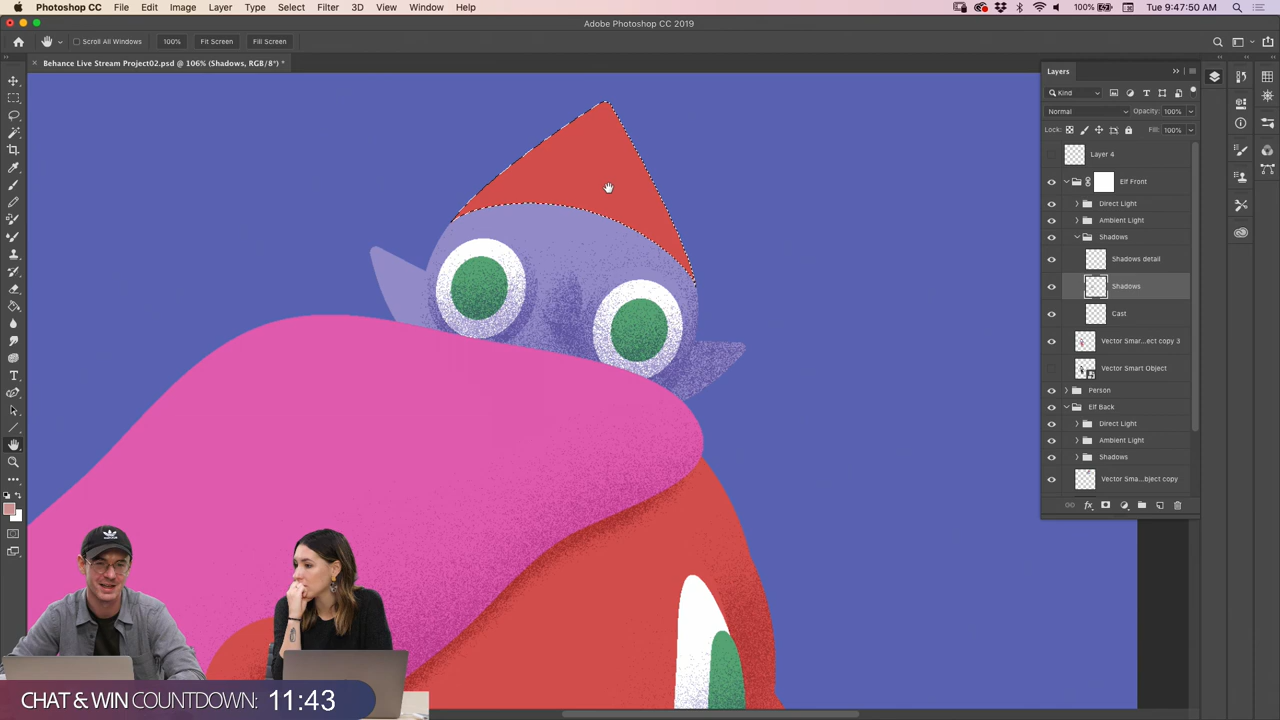 Photoshop CC File Edit Image Layer Type Select Filter 3D View Window Help 100% Tue 9:47:50 AM
Adobe Photoshop CC 2019
Scroll All Windows 100% Fit Screen Fill Screen
Behance Live Stream Project02.psd @ 106% (Shadows, RGB/8*) *
Layers
Kind
Normal Opacity: 100%
Lock: Fill: 100%
Layer 4
Elf Front
Direct Light
Ambient Light
Shadows
Shadows detail
Shadows
Cast
Vector Smar...ect copy 3
Vector Smart Object
Person
Elf Back
Direct Light
Ambient Light
Shadows
Vector Sma...bject copy
fx
adidas
CHAT & WIN COUNTDOWN: 11:43